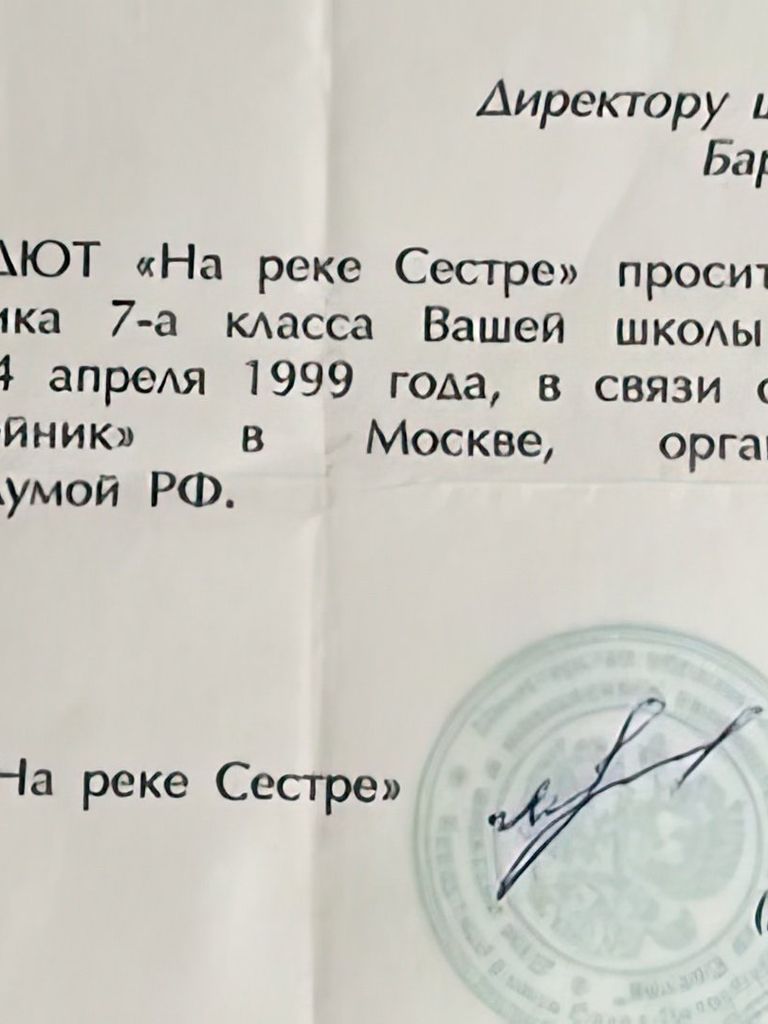 Директору
Бар
ДЮТ «На реке Сестре» просит
ика 7-а класса Вашей школы
4 апреля 1999 года, в связи с
йник» в Москве, орган
умой РФ.
На реке Сестре»